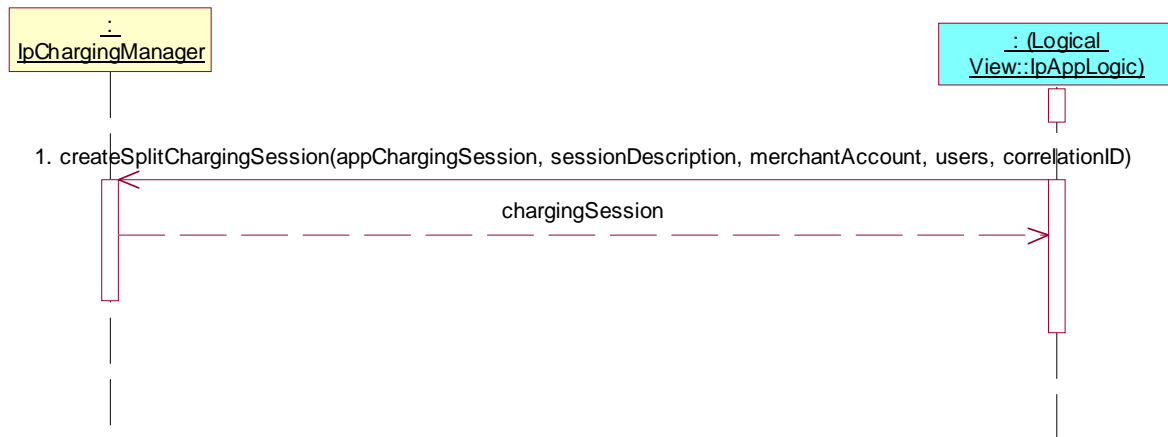 :
IpChargingManager
: (Logical
View::IpAppLogic)
1. createSplitChargingSession(appChargingSession, sessionDescription, merchantAccount, users, correlationID)
chargingSession